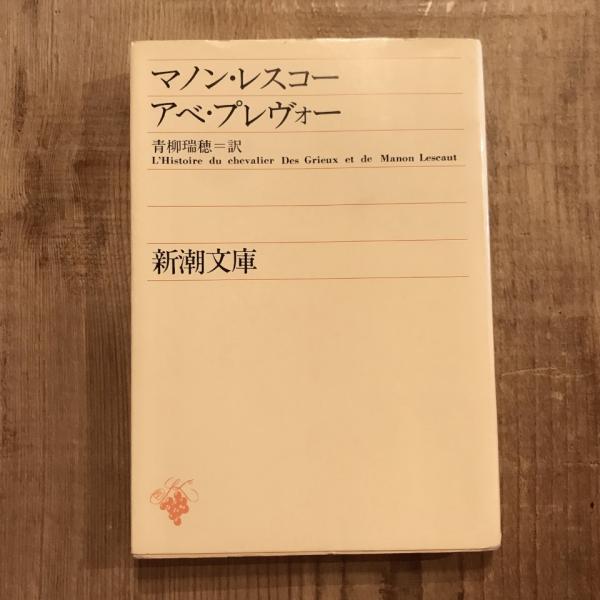 マノン・レスコー
アベ・プレヴォー
青柳瑞穂＝訳
L'Histoire du chevalier Des Grieux et de Manon Lescaut
新潮文庫